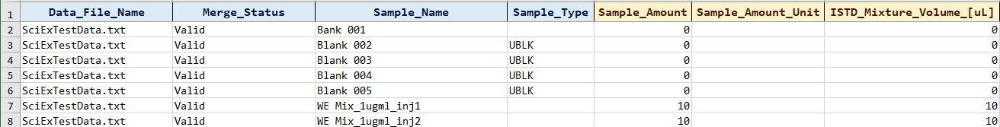 1 Data_File_Name Merge_Status Sample_Name Sample_Type Sample_Amount Sample_Amount_Unit ISTD_Mixture_Volume_[uL]
2 SciExTestData.txt Valid Bank 001 0 0
3 SciExTestData.txt Valid Blank 002 UBLK 0 0
4 SciExTestData.txt Valid Blank 003 UBLK 0 0
5 SciExTestData.txt Valid Blank 004 UBLK 0 0
6 SciExTestData.txt Valid Blank 005 UBLK 0 0
7 SciExTestData.txt Valid WE Mix_1ugml_inj1 10 10
8 SciExTestData.txt Valid WE Mix_1ugml_inj2 10 10